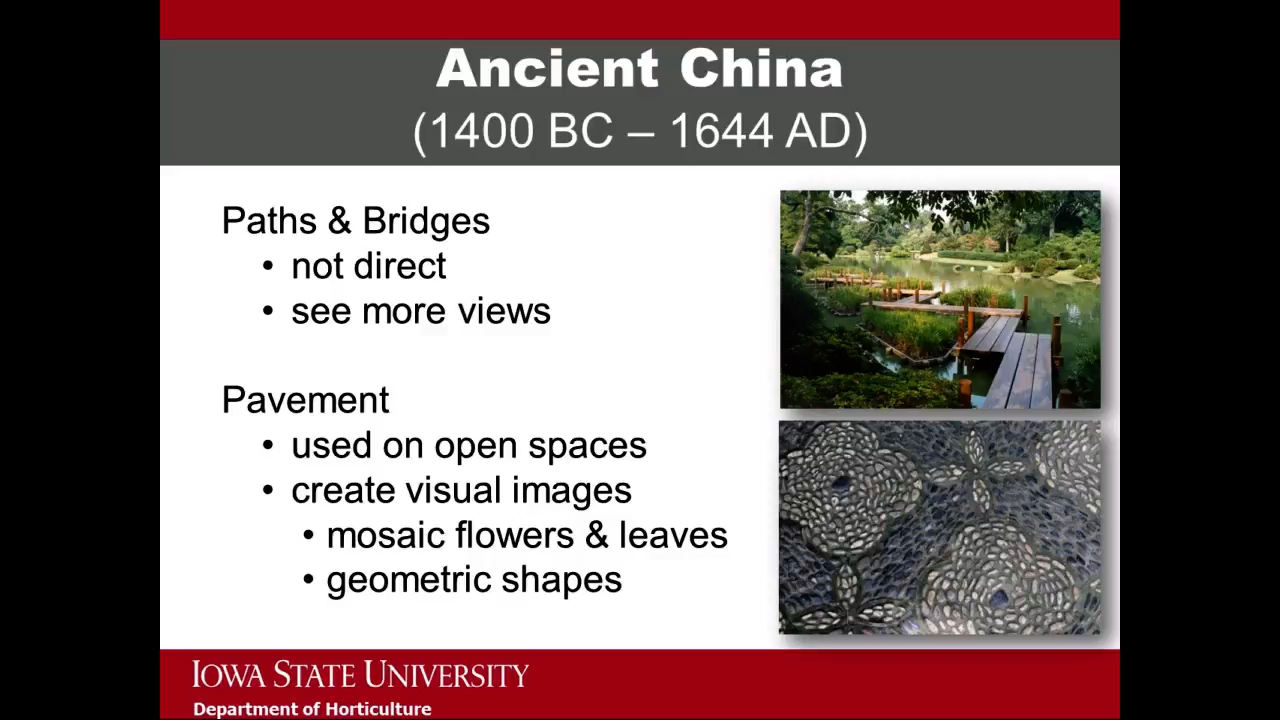 Ancient China
(1400 BC – 1644 AD)
Paths & Bridges
• not direct
• see more views
Pavement
• used on open spaces
• create visual images
• mosaic flowers & leaves
• geometric shapes
IOWA STATE UNIVERSITY
Department of Horticulture